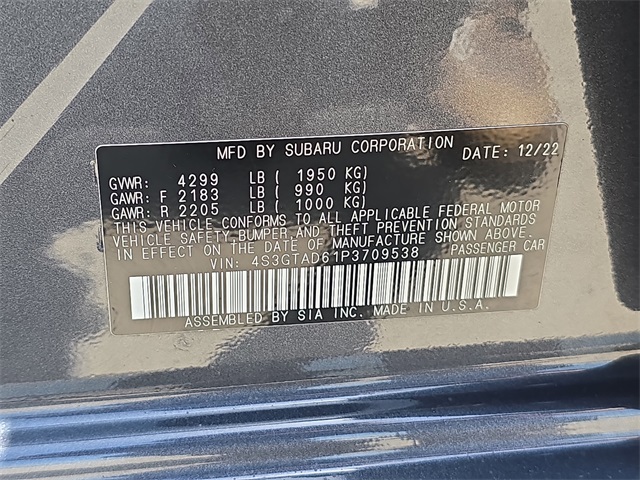 MFD BY SUBARU CORPORATION DATE: 12/22
GVWR: 4299 LB ( 1950 KG)
GAWR: F 2183 LB ( 990 KG)
GAWR: R 2205 LB ( 1000 KG)
THIS VEHICLE CONFORMS TO ALL APPLICABLE FEDERAL MOTOR
VEHICLE SAFETY,BUMPER,AND THEFT PREVENTION STANDARDS
IN EFFECT ON THE DATE OF MANUFACTURE SHOWN ABOVE.
VIN: 4S3GTAD61P3709538 PASSENGER CAR
ASSEMBLED BY SIA INC. IN U.S.A.